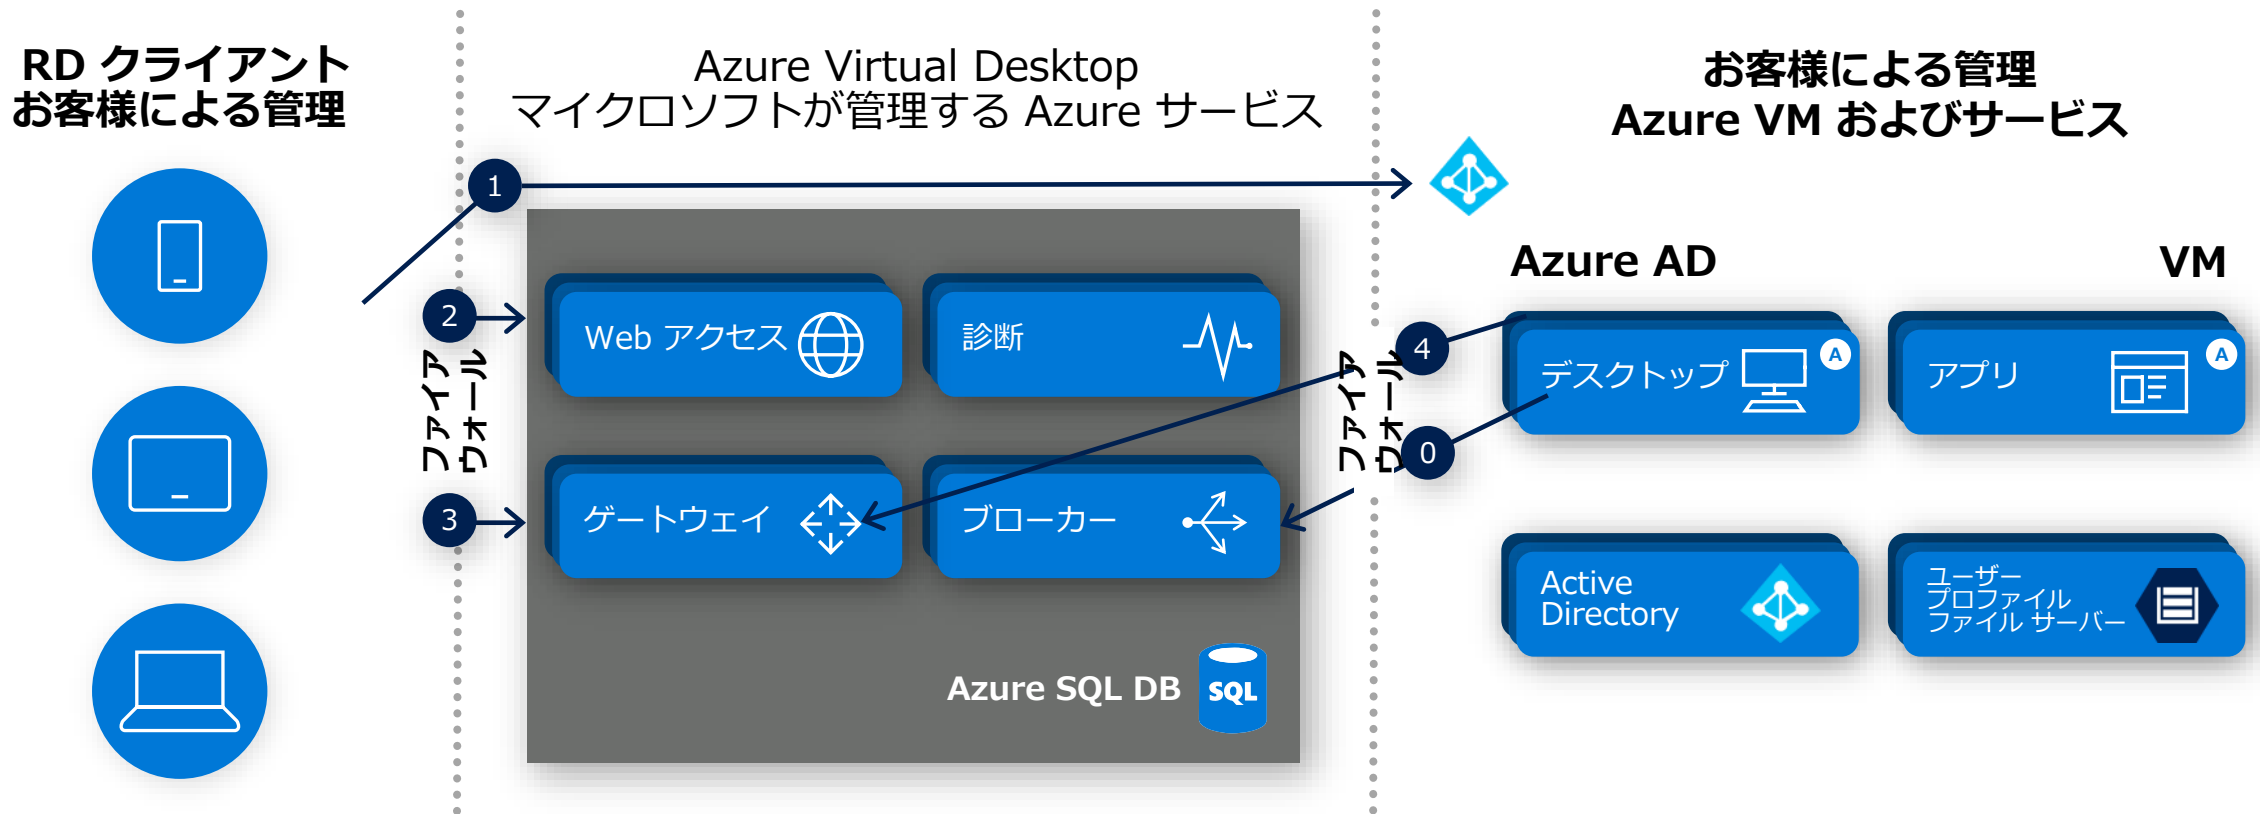 RD クライアント
お客様による管理
Azure Virtual Desktop
マイクロソフトが管理する Azure サービス
お客様による管理
Azure VM およびサービス
1
Azure AD
VM
2
ファイア
ウォール
3
Web アクセス
診断
ゲートウェイ
ブローカー
Azure SQL DB
SQL
4
ファイア
ウォール
0
デスクトップ
A
アプリ
A
Active
Directory
ユーザー
プロファイル
ファイル サーバー